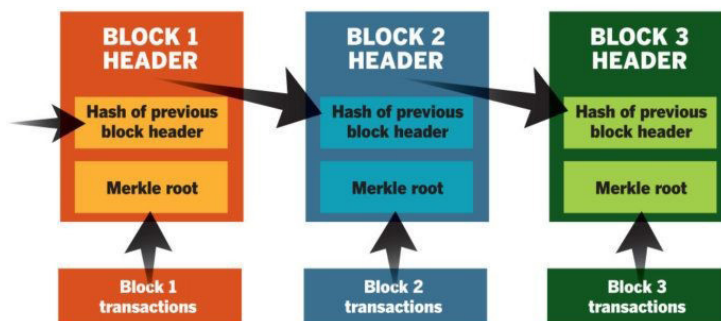 BLOCK 1
HEADER
Hash of previous
block header
Merkle root
Block 1
transactions
BLOCK 2
HEADER
Hash of previous
block header
Merkle root
Block 2
transactions
BLOCK 3
HEADER
Hash of previous
block header
Merkle root
Block 3
transactions